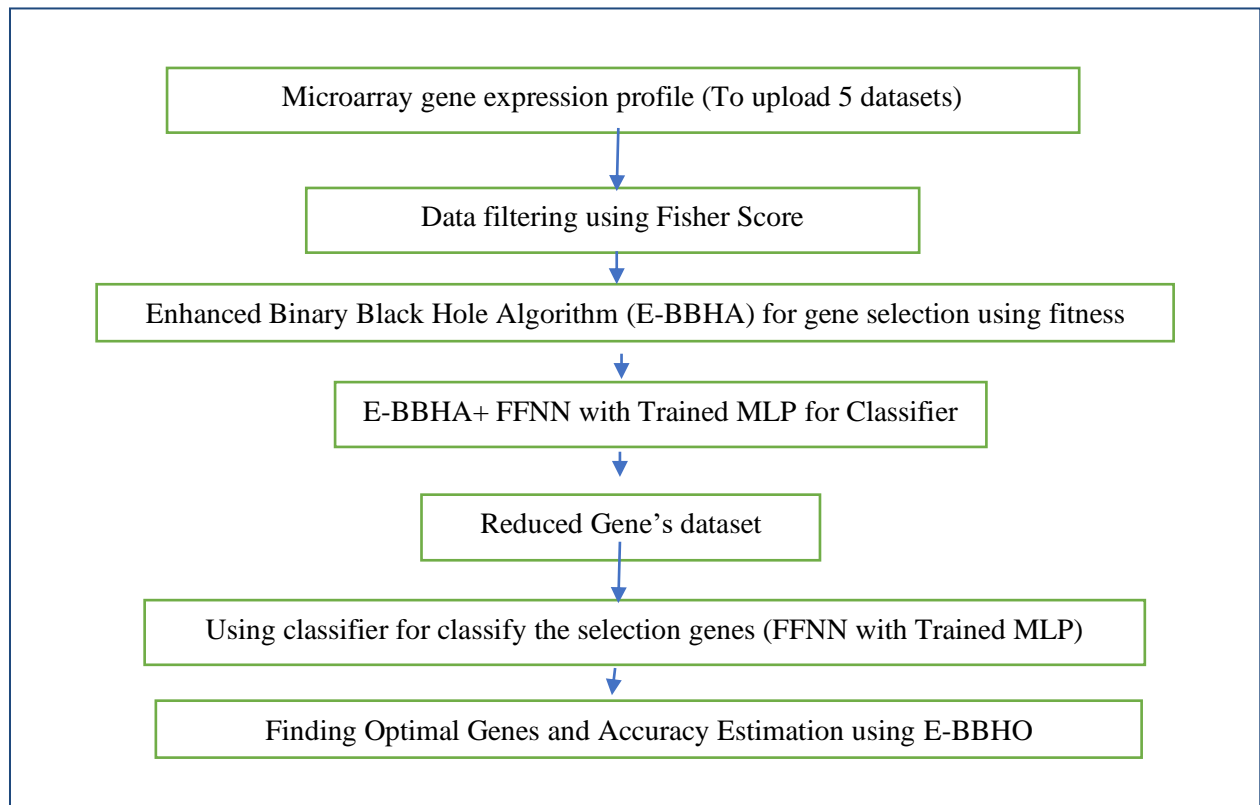 Microarray gene expression profile (To upload 5 datasets)
Data filtering using Fisher Score
Enhanced Binary Black Hole Algorithm (E-BBHA) for gene selection using fitness
E-BBHA+ FFNN with Trained MLP for Classifier
Reduced Gene’s dataset
Using classifier for classify the selection genes (FFNN with Trained MLP)
Finding Optimal Genes and Accuracy Estimation using E-BBHO